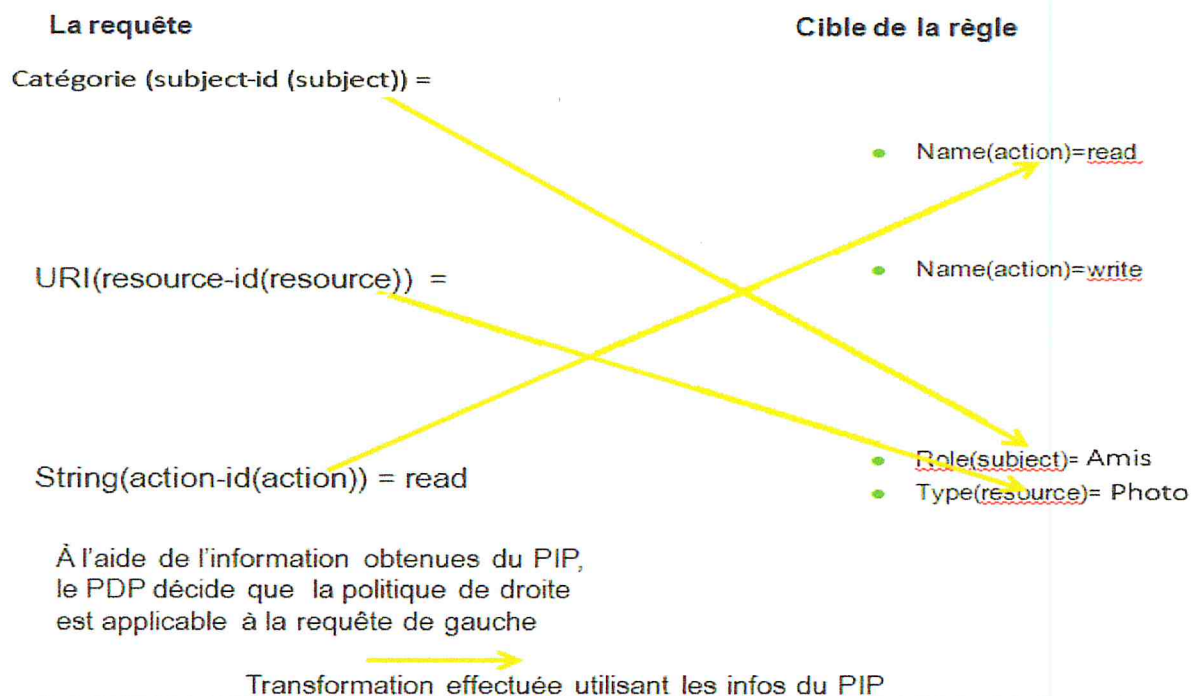 La requête
Cible de la règle
Catégorie (subject-id (subject)) =
Name(action)=read
URI(resource-id(resource)) =
Name(action)=write
String(action-id(action)) = read
Role(subject)= Amis
Type(resource)= Photo
À l'aide de l'information obtenues du PIP,
le PDP décide que la politique de droite
est applicable à la requête de gauche
Transformation effectuée utilisant les infos du PIP